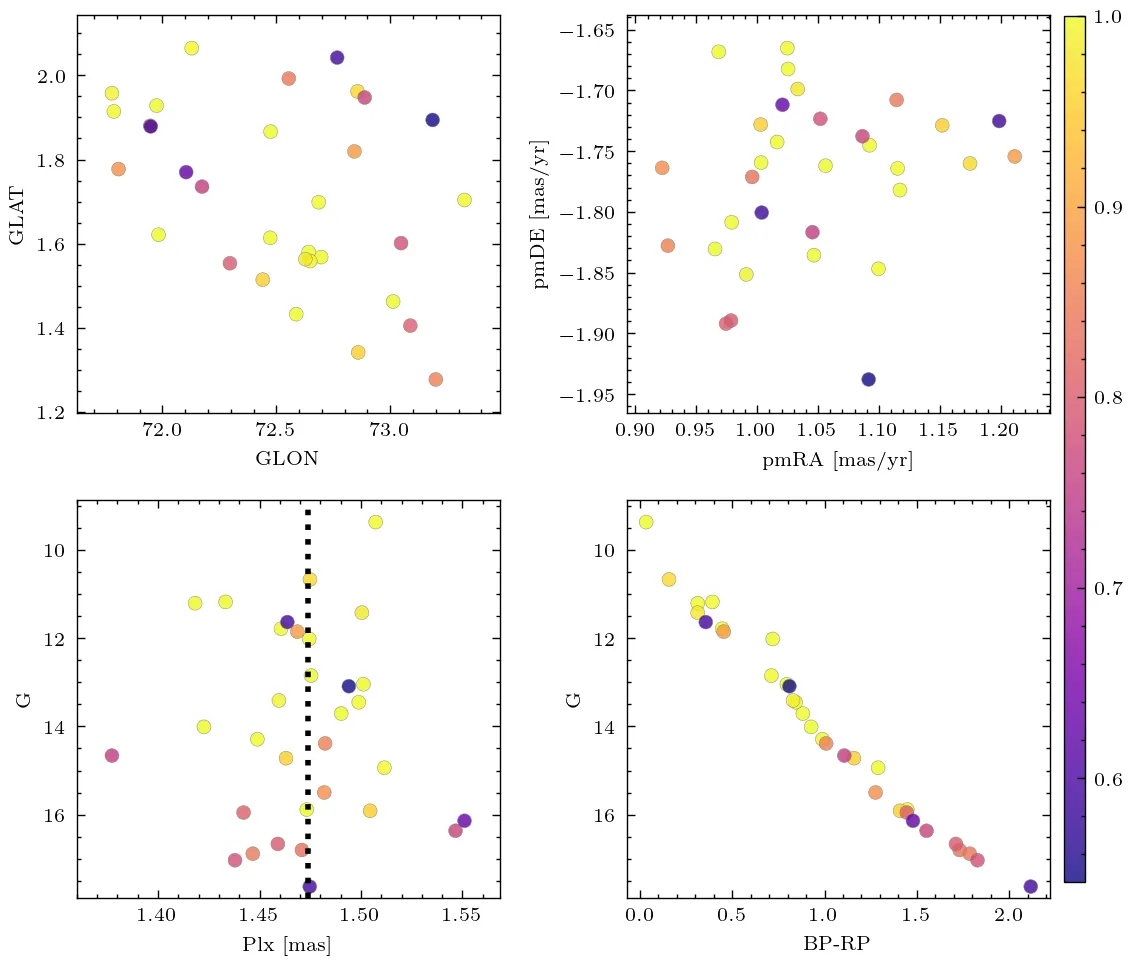 2.0
1.8
1.6
1.4
1.2
GLAT
72.0 72.5 73.0
GLON
−1.65
−1.70
−1.75
−1.80
−1.85
−1.90
−1.95
pmDE [mas/yr]
0.90 0.95 1.00 1.05 1.10 1.15 1.20
pmRA [mas/yr]
10
12
14
16
G
1.40 1.45 1.50 1.55
Plx [mas]
10
12
14
16
G
0.0 0.5 1.0 1.5 2.0
BP-RP
1.0
0.9
0.8
0.7
0.6